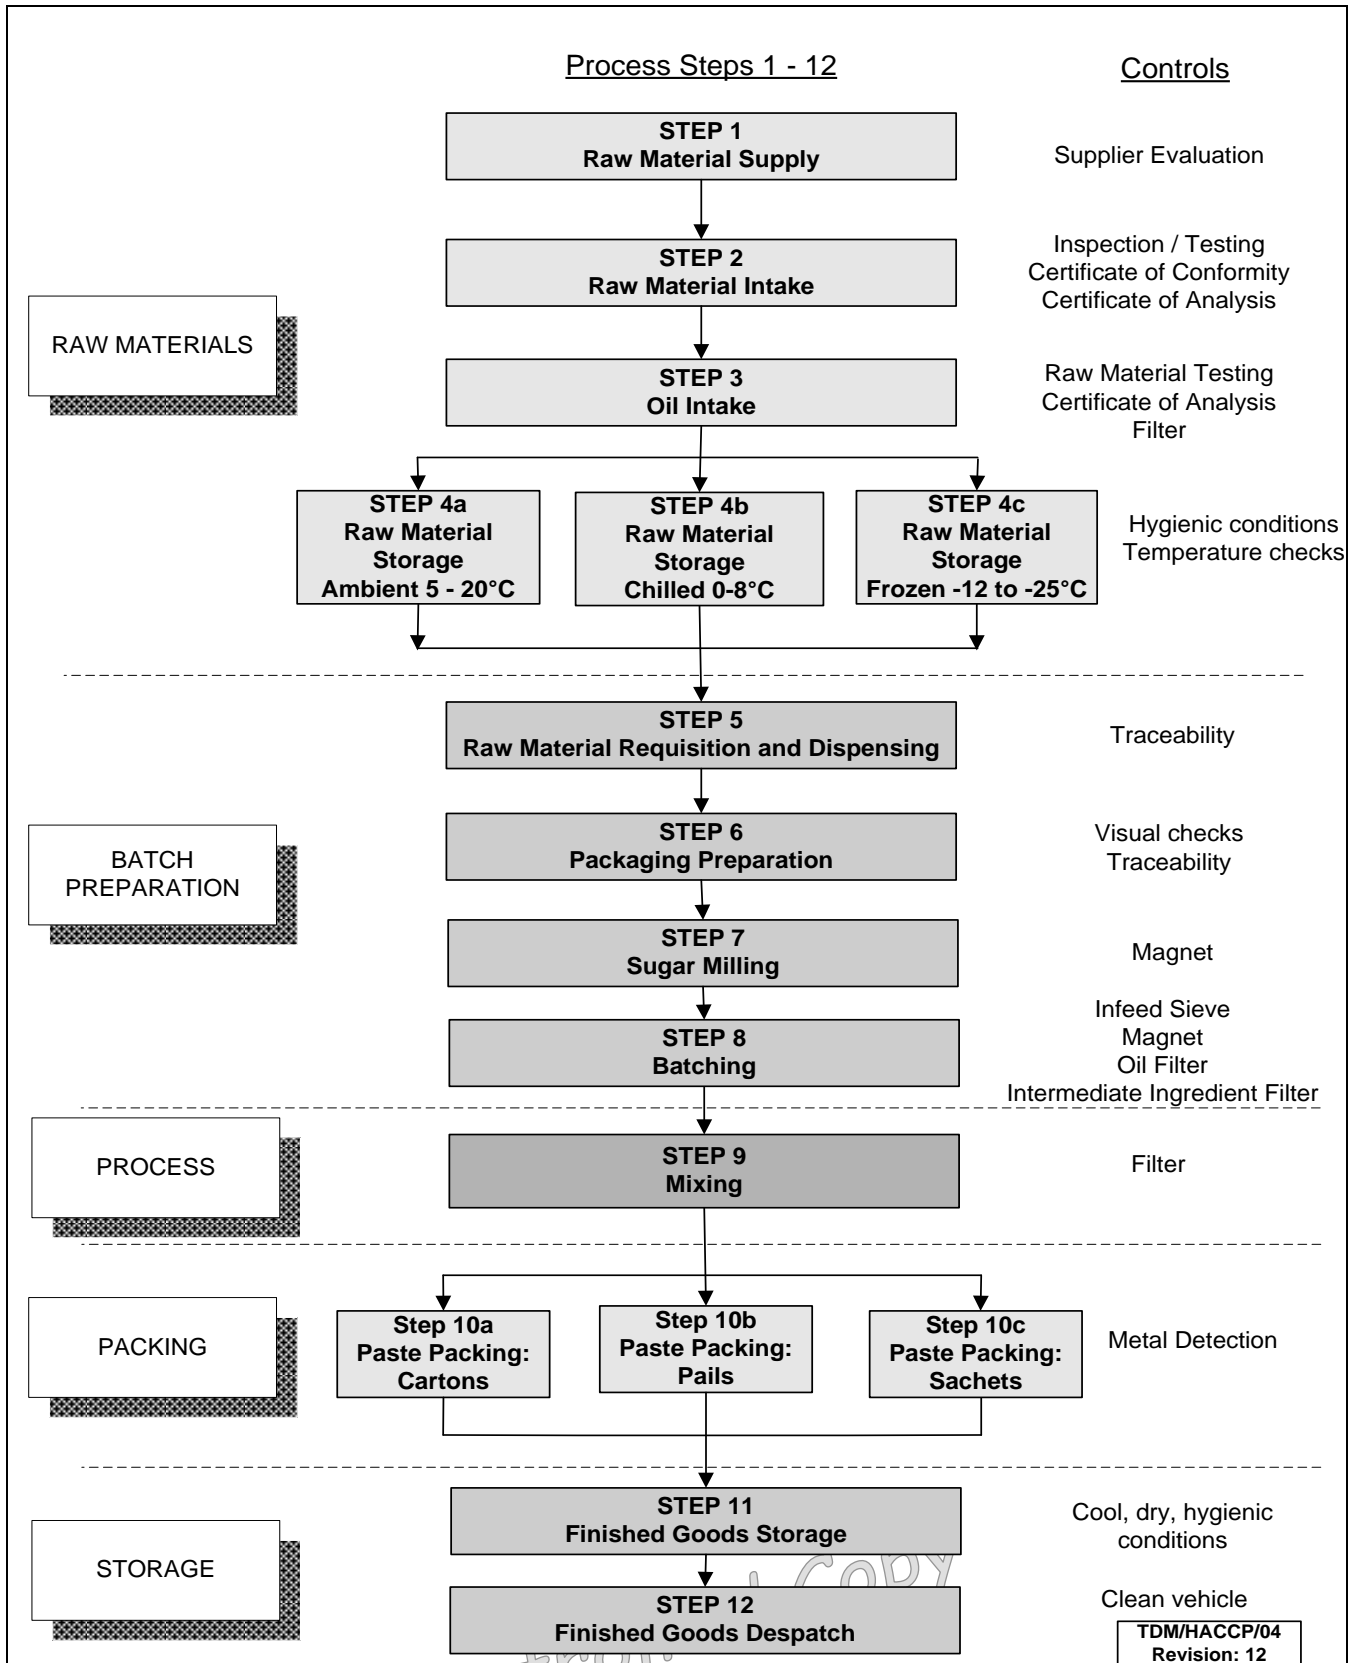 Process Steps 1 - 12
Controls
STEP 1
Raw Material Supply
Supplier Evaluation
STEP 2
Raw Material Intake
Inspection / Testing
Certificate of Conformity
Certificate of Analysis
RAW MATERIALS
STEP 3
Oil Intake
Raw Material Testing
Certificate of Analysis
Filter
STEP 4a
Raw Material
Storage
Ambient 5 - 20°C
STEP 4b
Raw Material
Storage
Chilled 0-8°C
STEP 4c
Raw Material
Storage
Frozen -12 to -25°C
Hygienic conditions
Temperature checks
STEP 5
Raw Material Requisition and Dispensing
Traceability
BATCH
PREPARATION
STEP 6
Packaging Preparation
Visual checks
Traceability
STEP 7
Sugar Milling
Magnet
STEP 8
Batching
Infeed Sieve
Magnet
Oil Filter
Intermediate Ingredient Filter
PROCESS
STEP 9
Mixing
Filter
PACKING
Step 10a
Paste Packing:
Cartons
Step 10b
Paste Packing:
Pails
Step 10c
Paste Packing:
Sachets
Metal Detection
STORAGE
STEP 11
Finished Goods Storage
Cool, dry, hygienic
conditions
Copy
STEP 12
Finished Goods Despatch
Clean vehicle
TDM/HACCP/04
Revision: 12